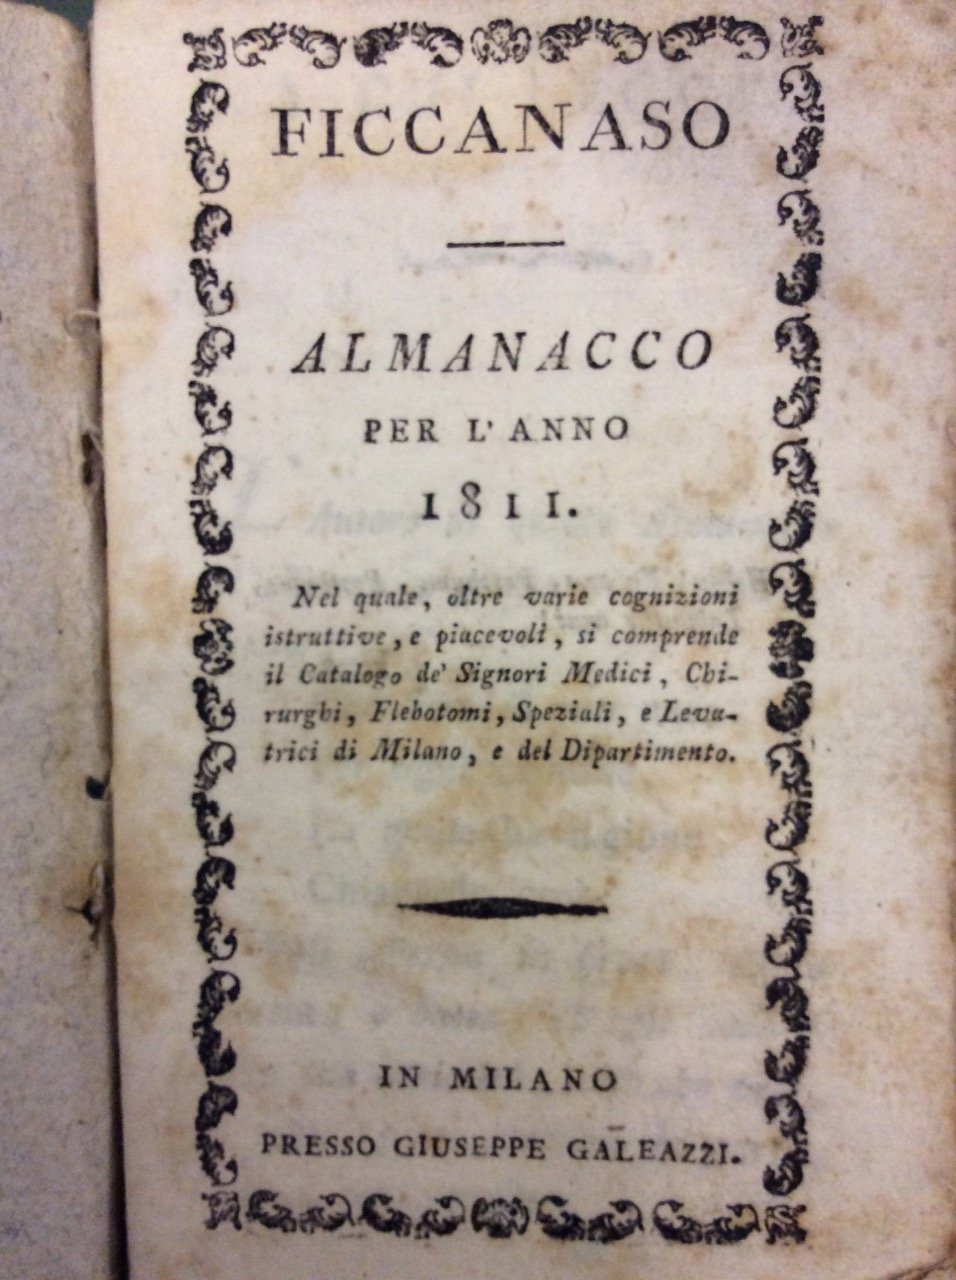 FICCANASO
ALMANACCO
PER L'ANNO
1811.
Nel quale, oltre varie cognizioni
istruttive, e piacevoli, si comprende
il Catalogo de' Signori Medici, Chi-
rurghi, Flebotomi, Speziali, e Leva-
trici di Milano, e del Dipartimento.
IN MILANO
PRESSO GIUSEPPE GALEAZZI.